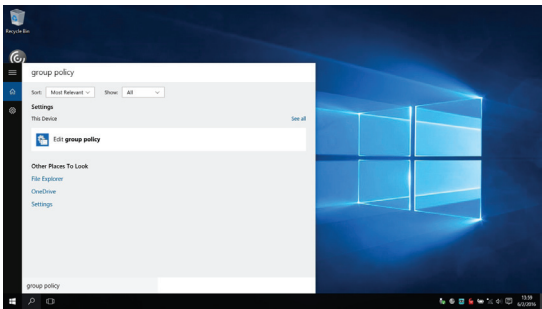 Recycle Bin
group policy
Sort: Most Relevant Show: All
Settings
This Device See all
Edit group policy
Other Places To Look
File Explorer
OneDrive
Settings
group policy
13:59
6/2/2016